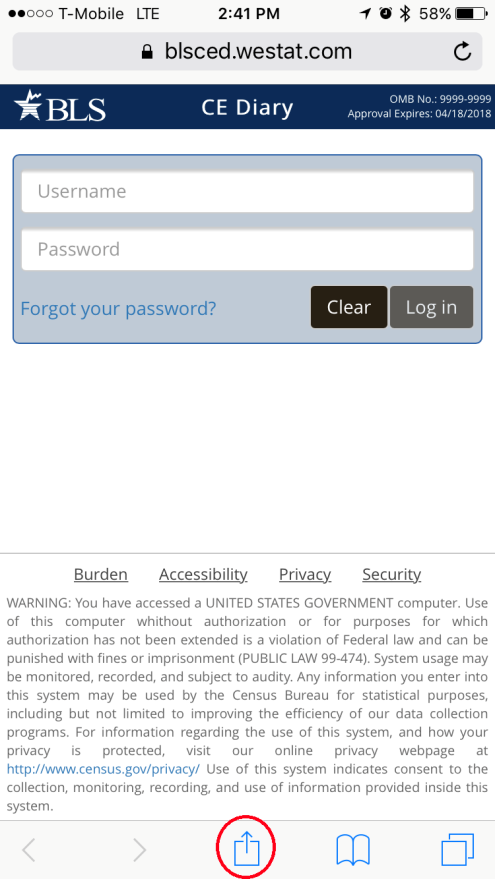 T-Mobile LTE 2:41 PM 58%
blsced.westat.com
BLS CE Diary OMB No.: 9999-9999
Approval Expires: 04/18/2018
Username
Password
Forgot your password? Clear Log in
Burden Accessibility Privacy Security
WARNING: You have accessed a UNITED STATES GOVERNMENT computer. Use
of this computer whithout authorization or for purposes for which
authorization has not been extended is a violation of Federal law and can be
punished with fines or imprisonment (PUBLIC LAW 99-474). System usage may
be monitored, recorded, and subject to audity. Any information you enter into
this system may be used by the Census Bureau for statistical purposes,
including but not limited to improving the efficiency of our data collection
programs. For information regarding the use of this system, and how your
privacy is protected, visit our online privacy webpage at
http://www.census.gov/privacy/ Use of this system indicates consent to the
collection, monitoring, recording, and use of information provided inside this
system.